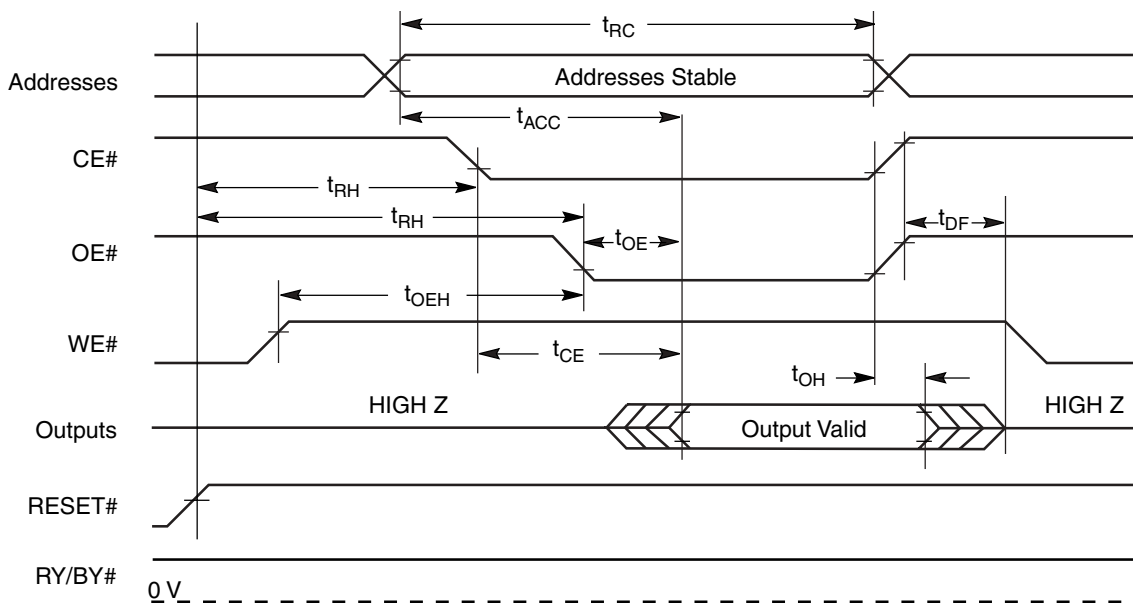 tRC
Addresses
Addresses Stable
tACC
CE#
tRH
tRH
tDF
OE#
tOE
tOEH
WE#
tCE
tOH
HIGH Z
HIGH Z
Outputs
Output Valid
RESET#
RY/BY#
0 V